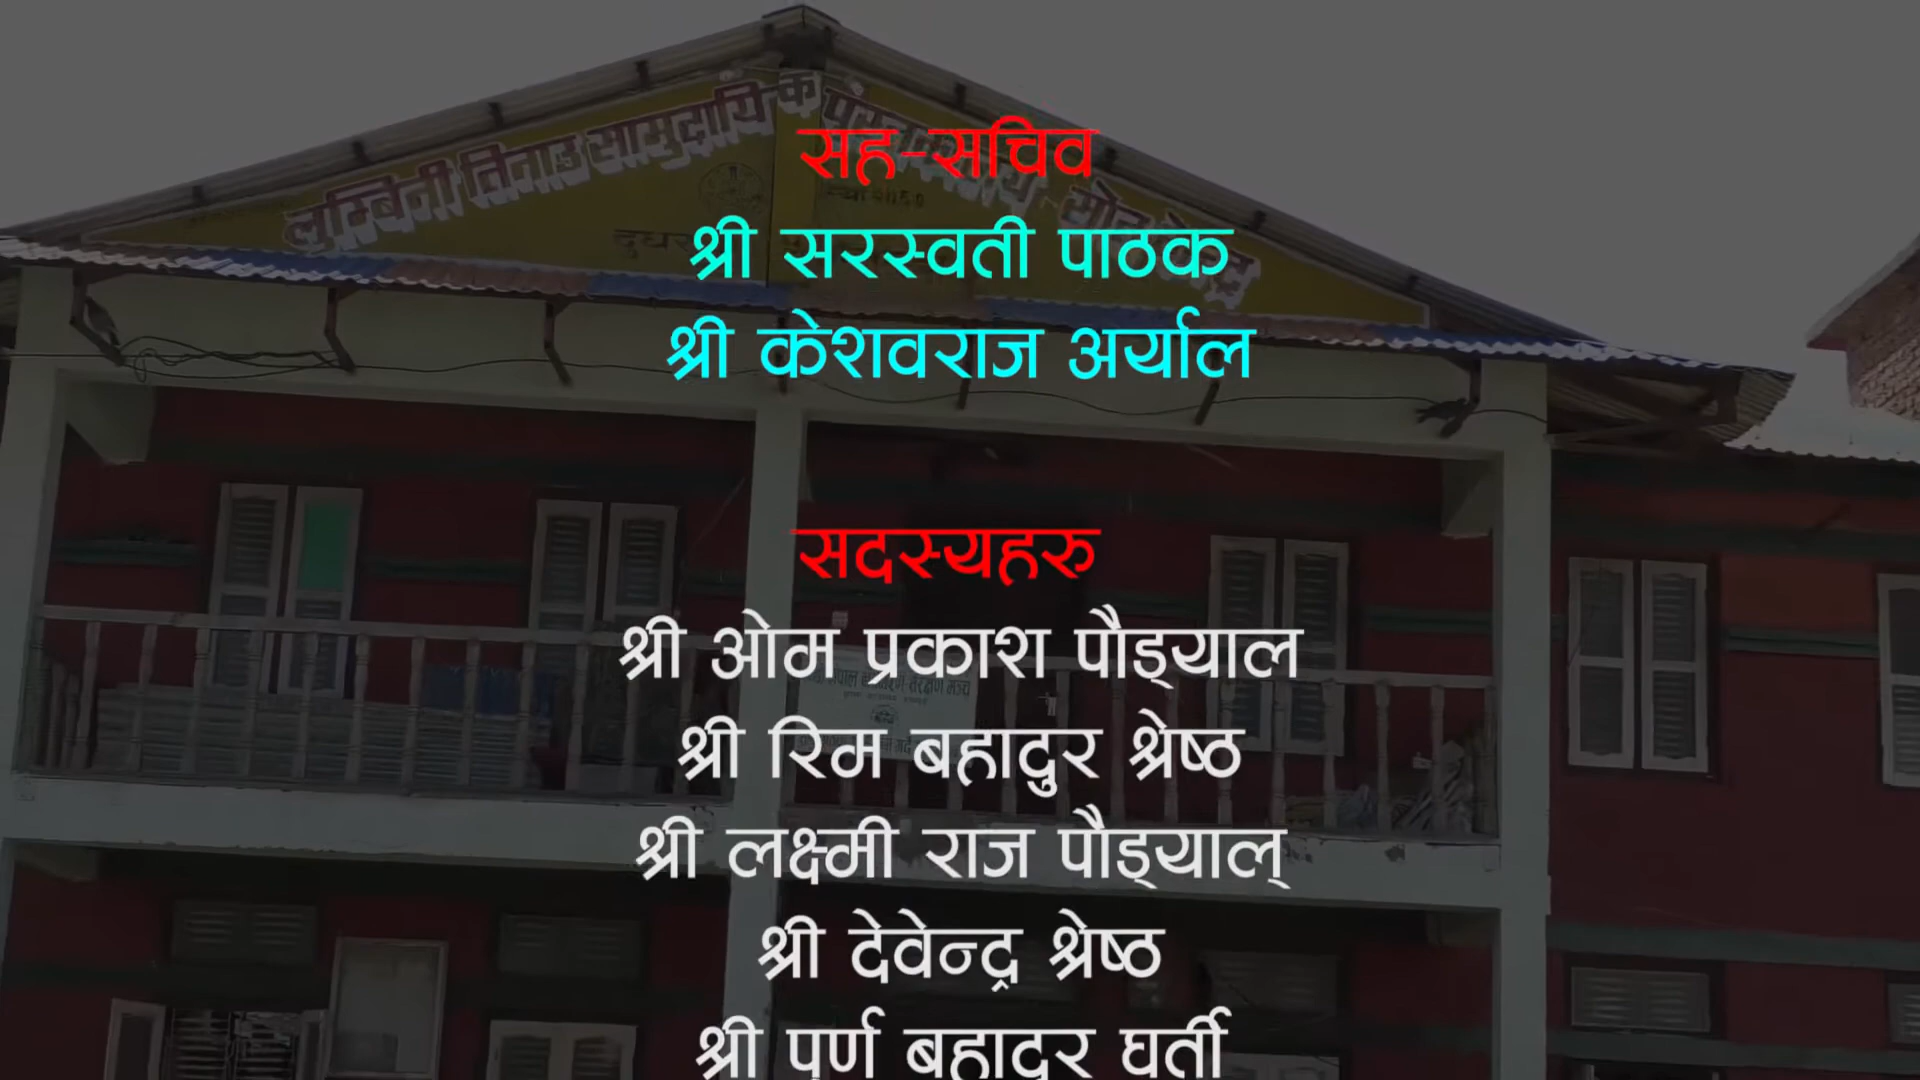 लुम्बिनी तिनाउ सामुदायिक
सह-सचिव
श्री सरस्वती पाठक
श्री केशवराज अर्याल
सदस्यहरु
श्री ओम प्रकाश पौड्याल
श्री रिम बहादुर श्रेष्ठ
श्री लक्ष्मी राज पौड्याल्
श्री देवेन्द्र श्रेष्ठ
श्री पुर्ण बहादुर घर्ती